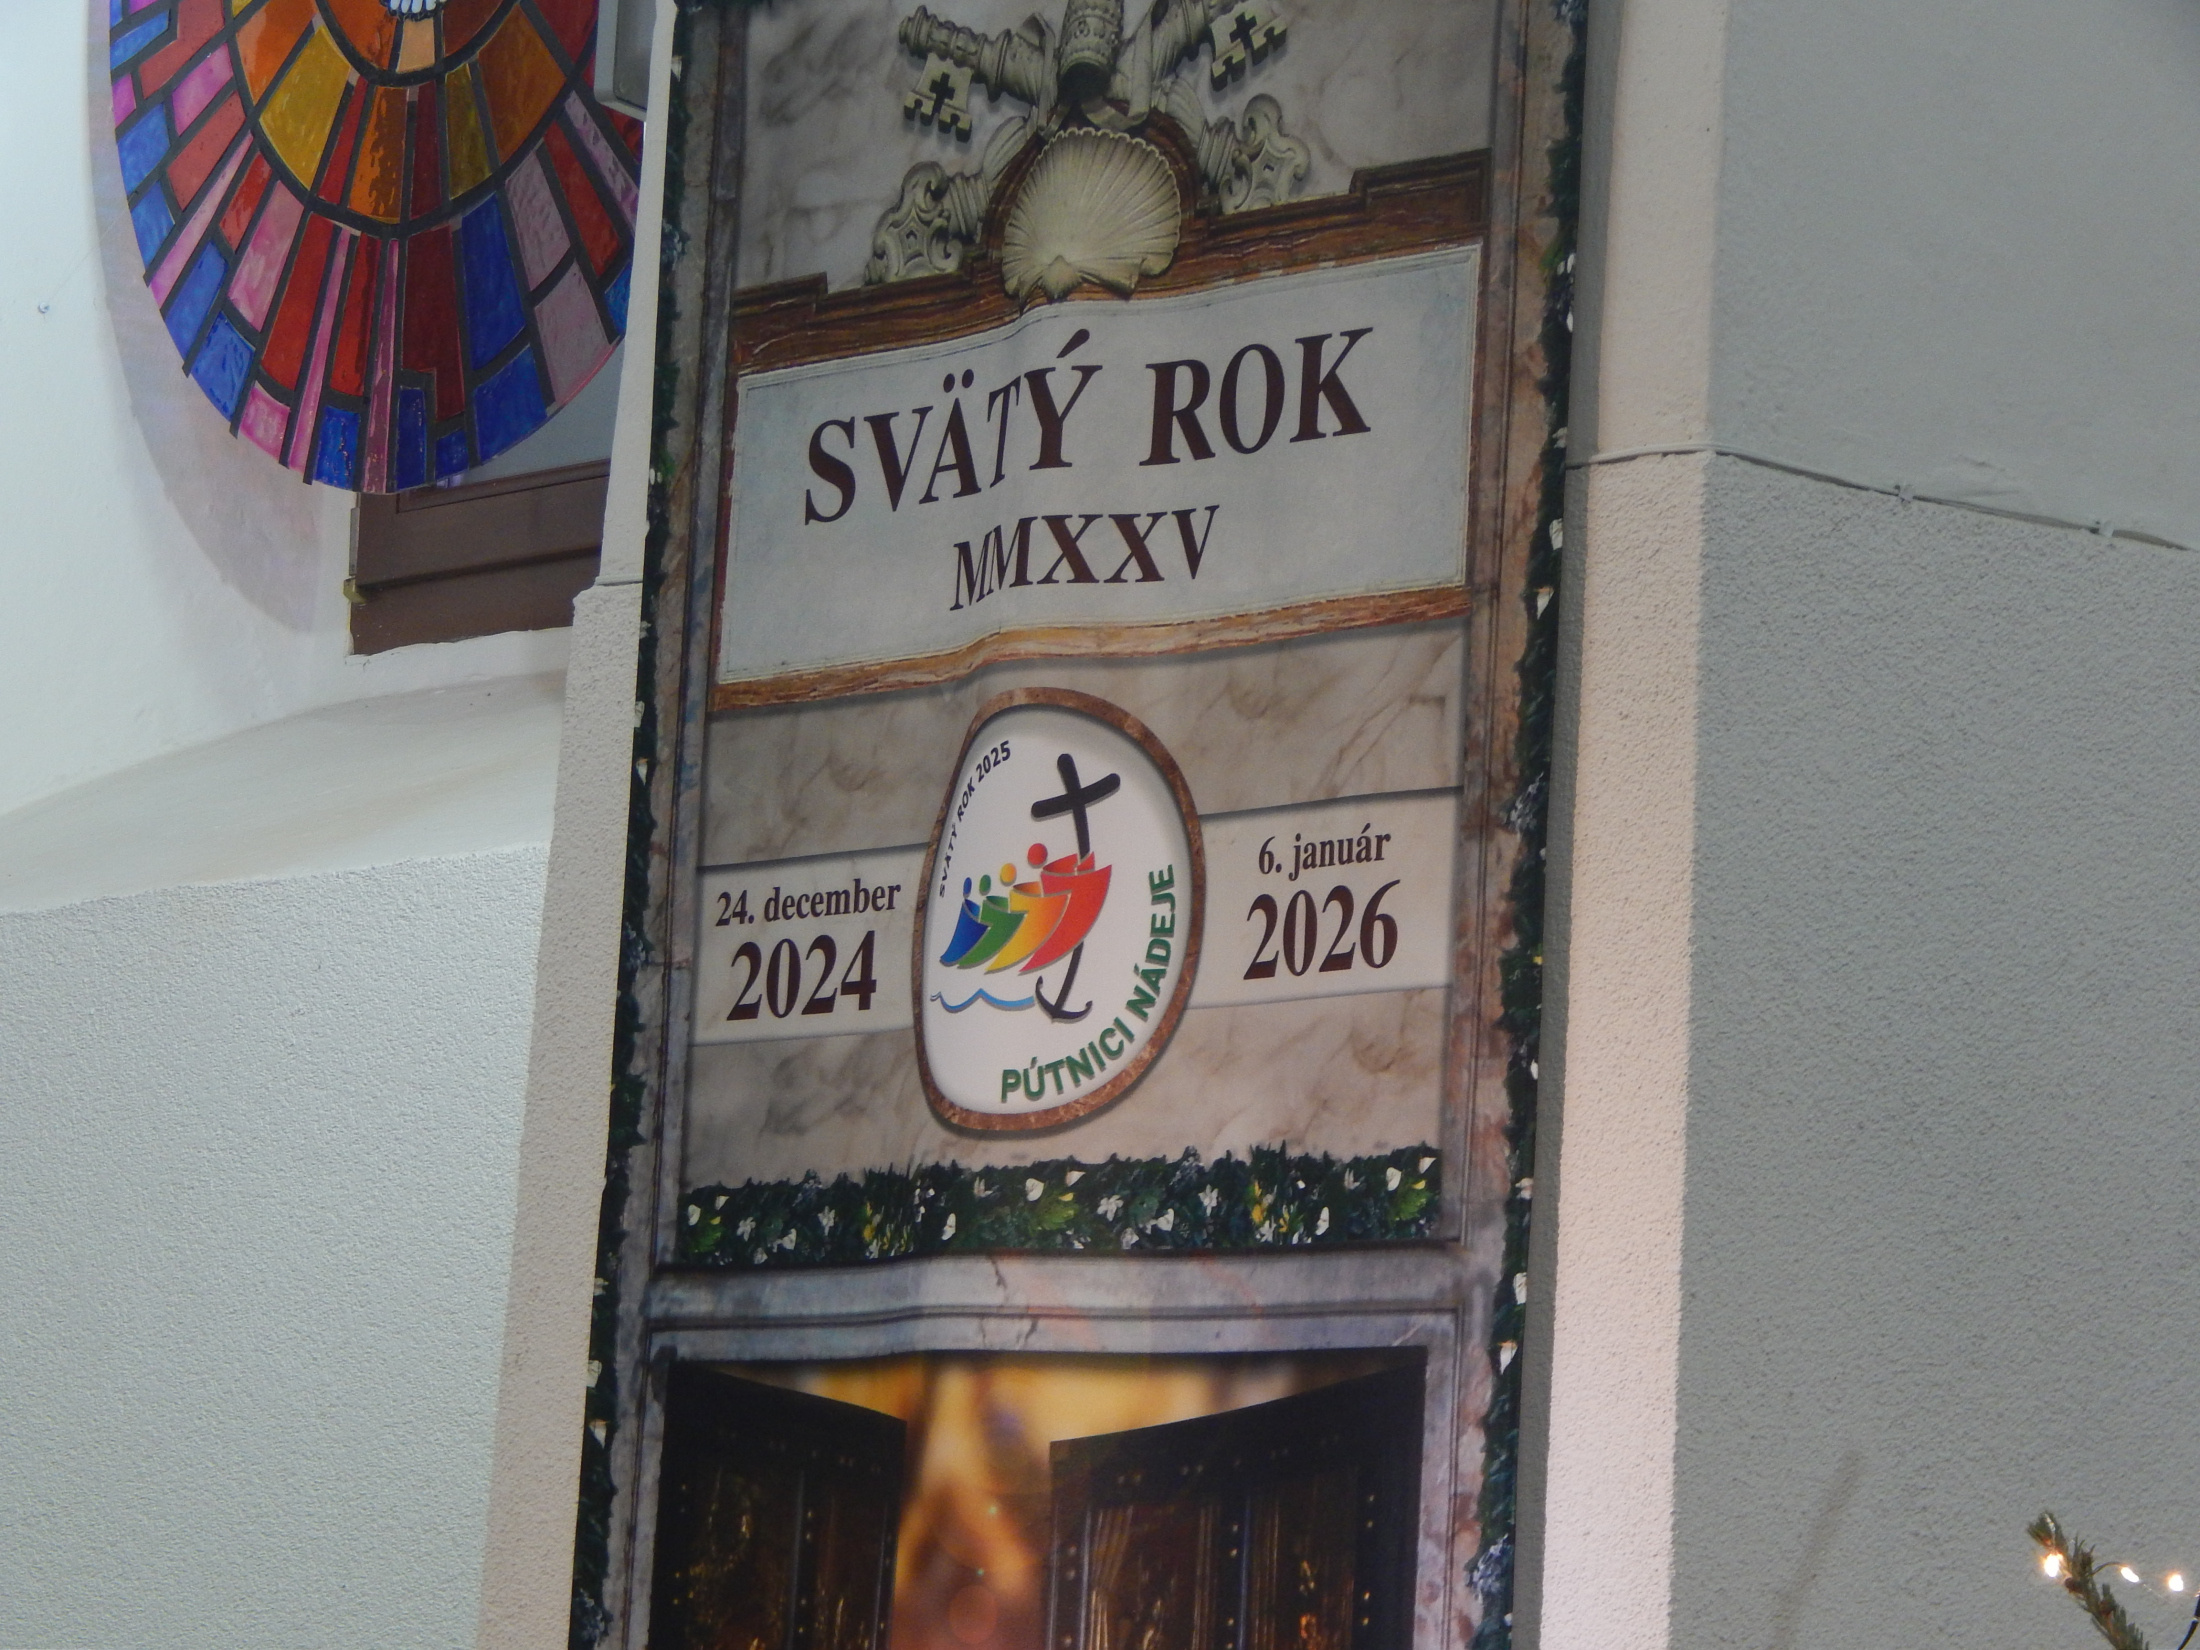 SVÄTÝ ROK
MMXXV
SVÄTÝ ROK 2025
24. december
2024
6. január
2026
PÚTNICI NÁDEJE